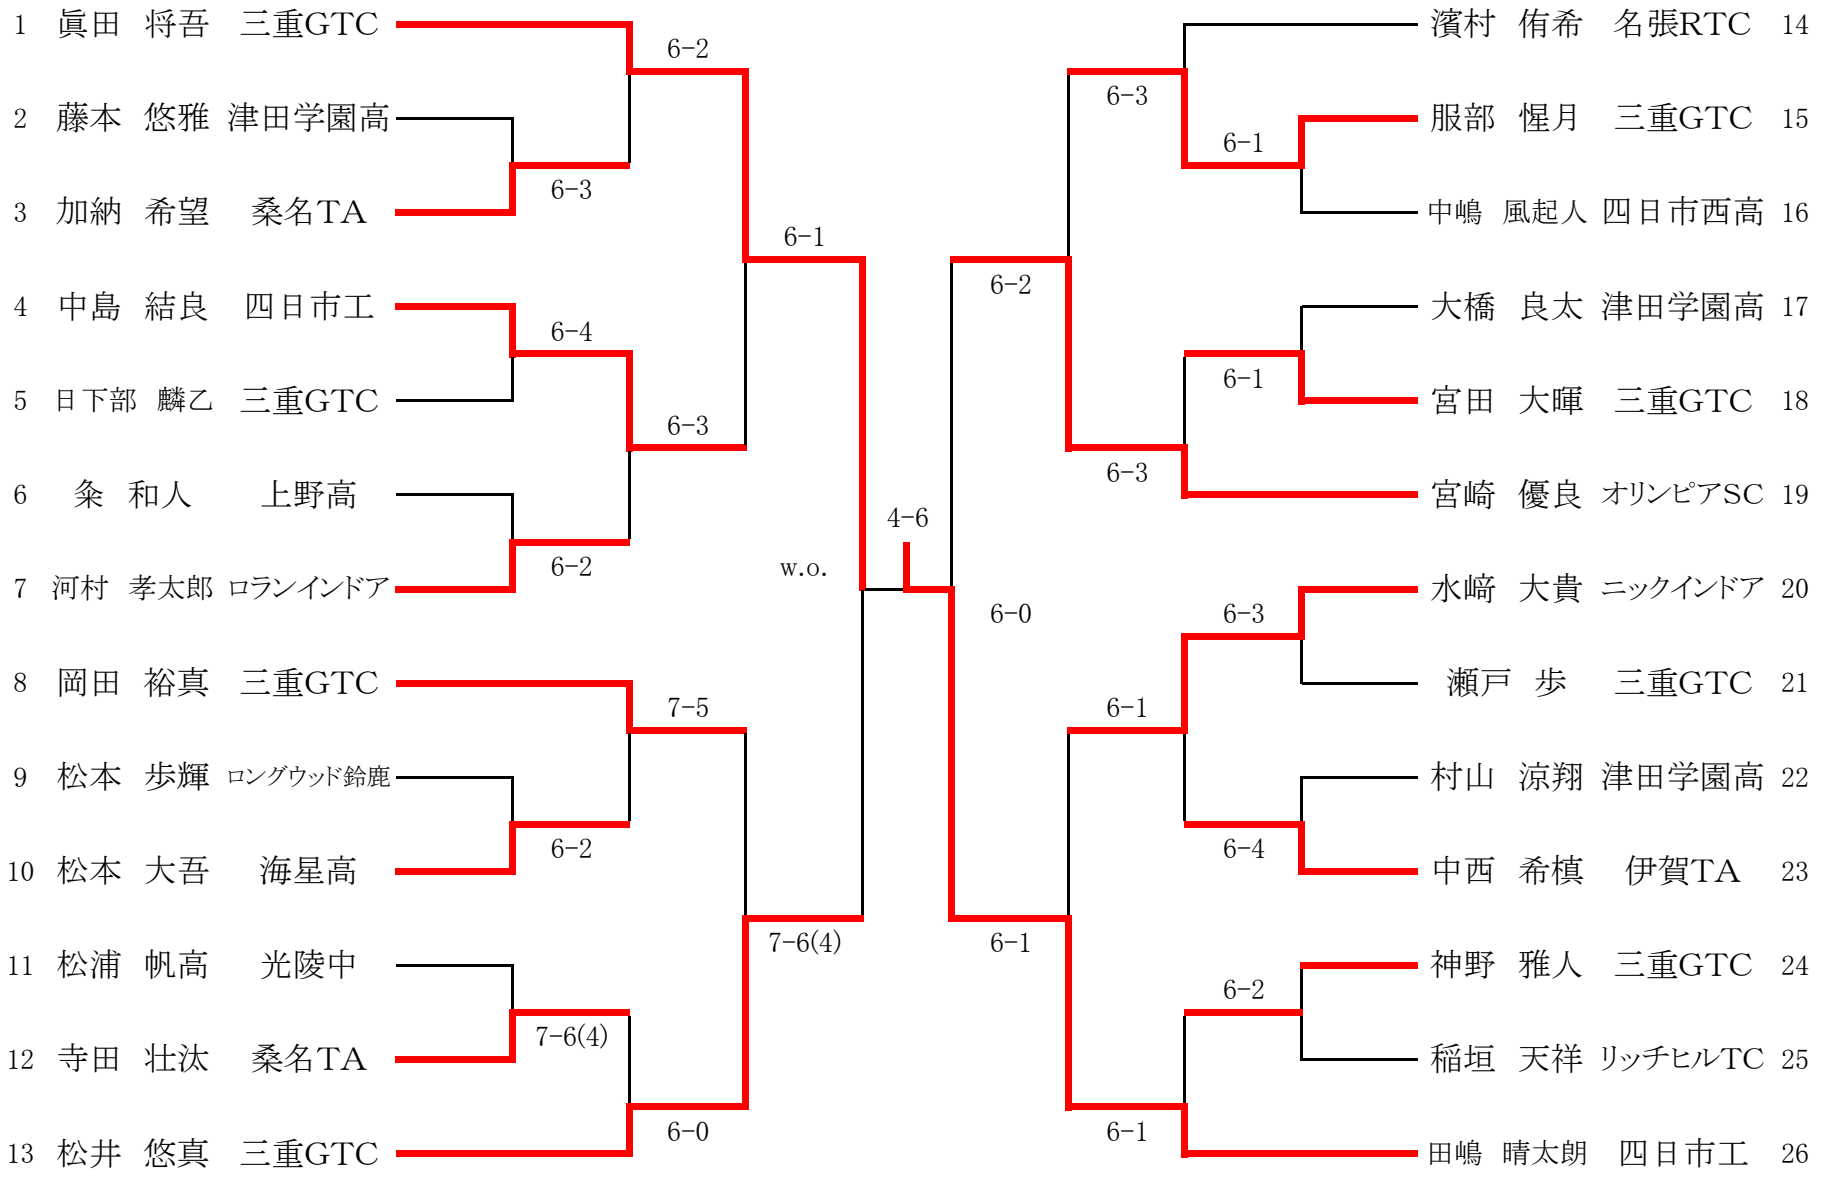 1 眞田 将吾 三重GTC
6-2
2 藤本 悠雅 津田学園高
6-3
3 加納 希望 桑名TA
6-1
4 中島 結良 四日市工
6-4
5 日下部 麟乙 三重GTC
6-3
6 粂 和人 上野高
6-2
7 河村 孝太郎 ロランインドア
w.o.
8 岡田 裕真 三重GTC
7-5
9 松本 歩輝 ロングウッド鈴鹿
6-2
10 松本 大吾 海星高
7-6(4)
11 松浦 帆高 光陵中
7-6(4)
12 寺田 壮汰 桑名TA
6-0
13 松井 悠真 三重GTC
4-6
濱村 侑希 名張RTC 14
6-3
服部 惺月 三重GTC 15
6-1
中嶋 風起人 四日市西高 16
6-2
大橋 良太 津田学園高 17
6-1
宮田 大暉 三重GTC 18
6-3
宮崎 優良 オリンピアSC 19
6-0
水﨑 大貴 ニックインドア 20
6-3
瀬戸 歩 三重GTC 21
6-1
村山 涼翔 津田学園高 22
6-4
中西 希槙 伊賀TA 23
6-1
神野 雅人 三重GTC 24
6-2
稲垣 天祥 リッチヒルTC 25
6-1
田嶋 晴太朗 四日市工 26